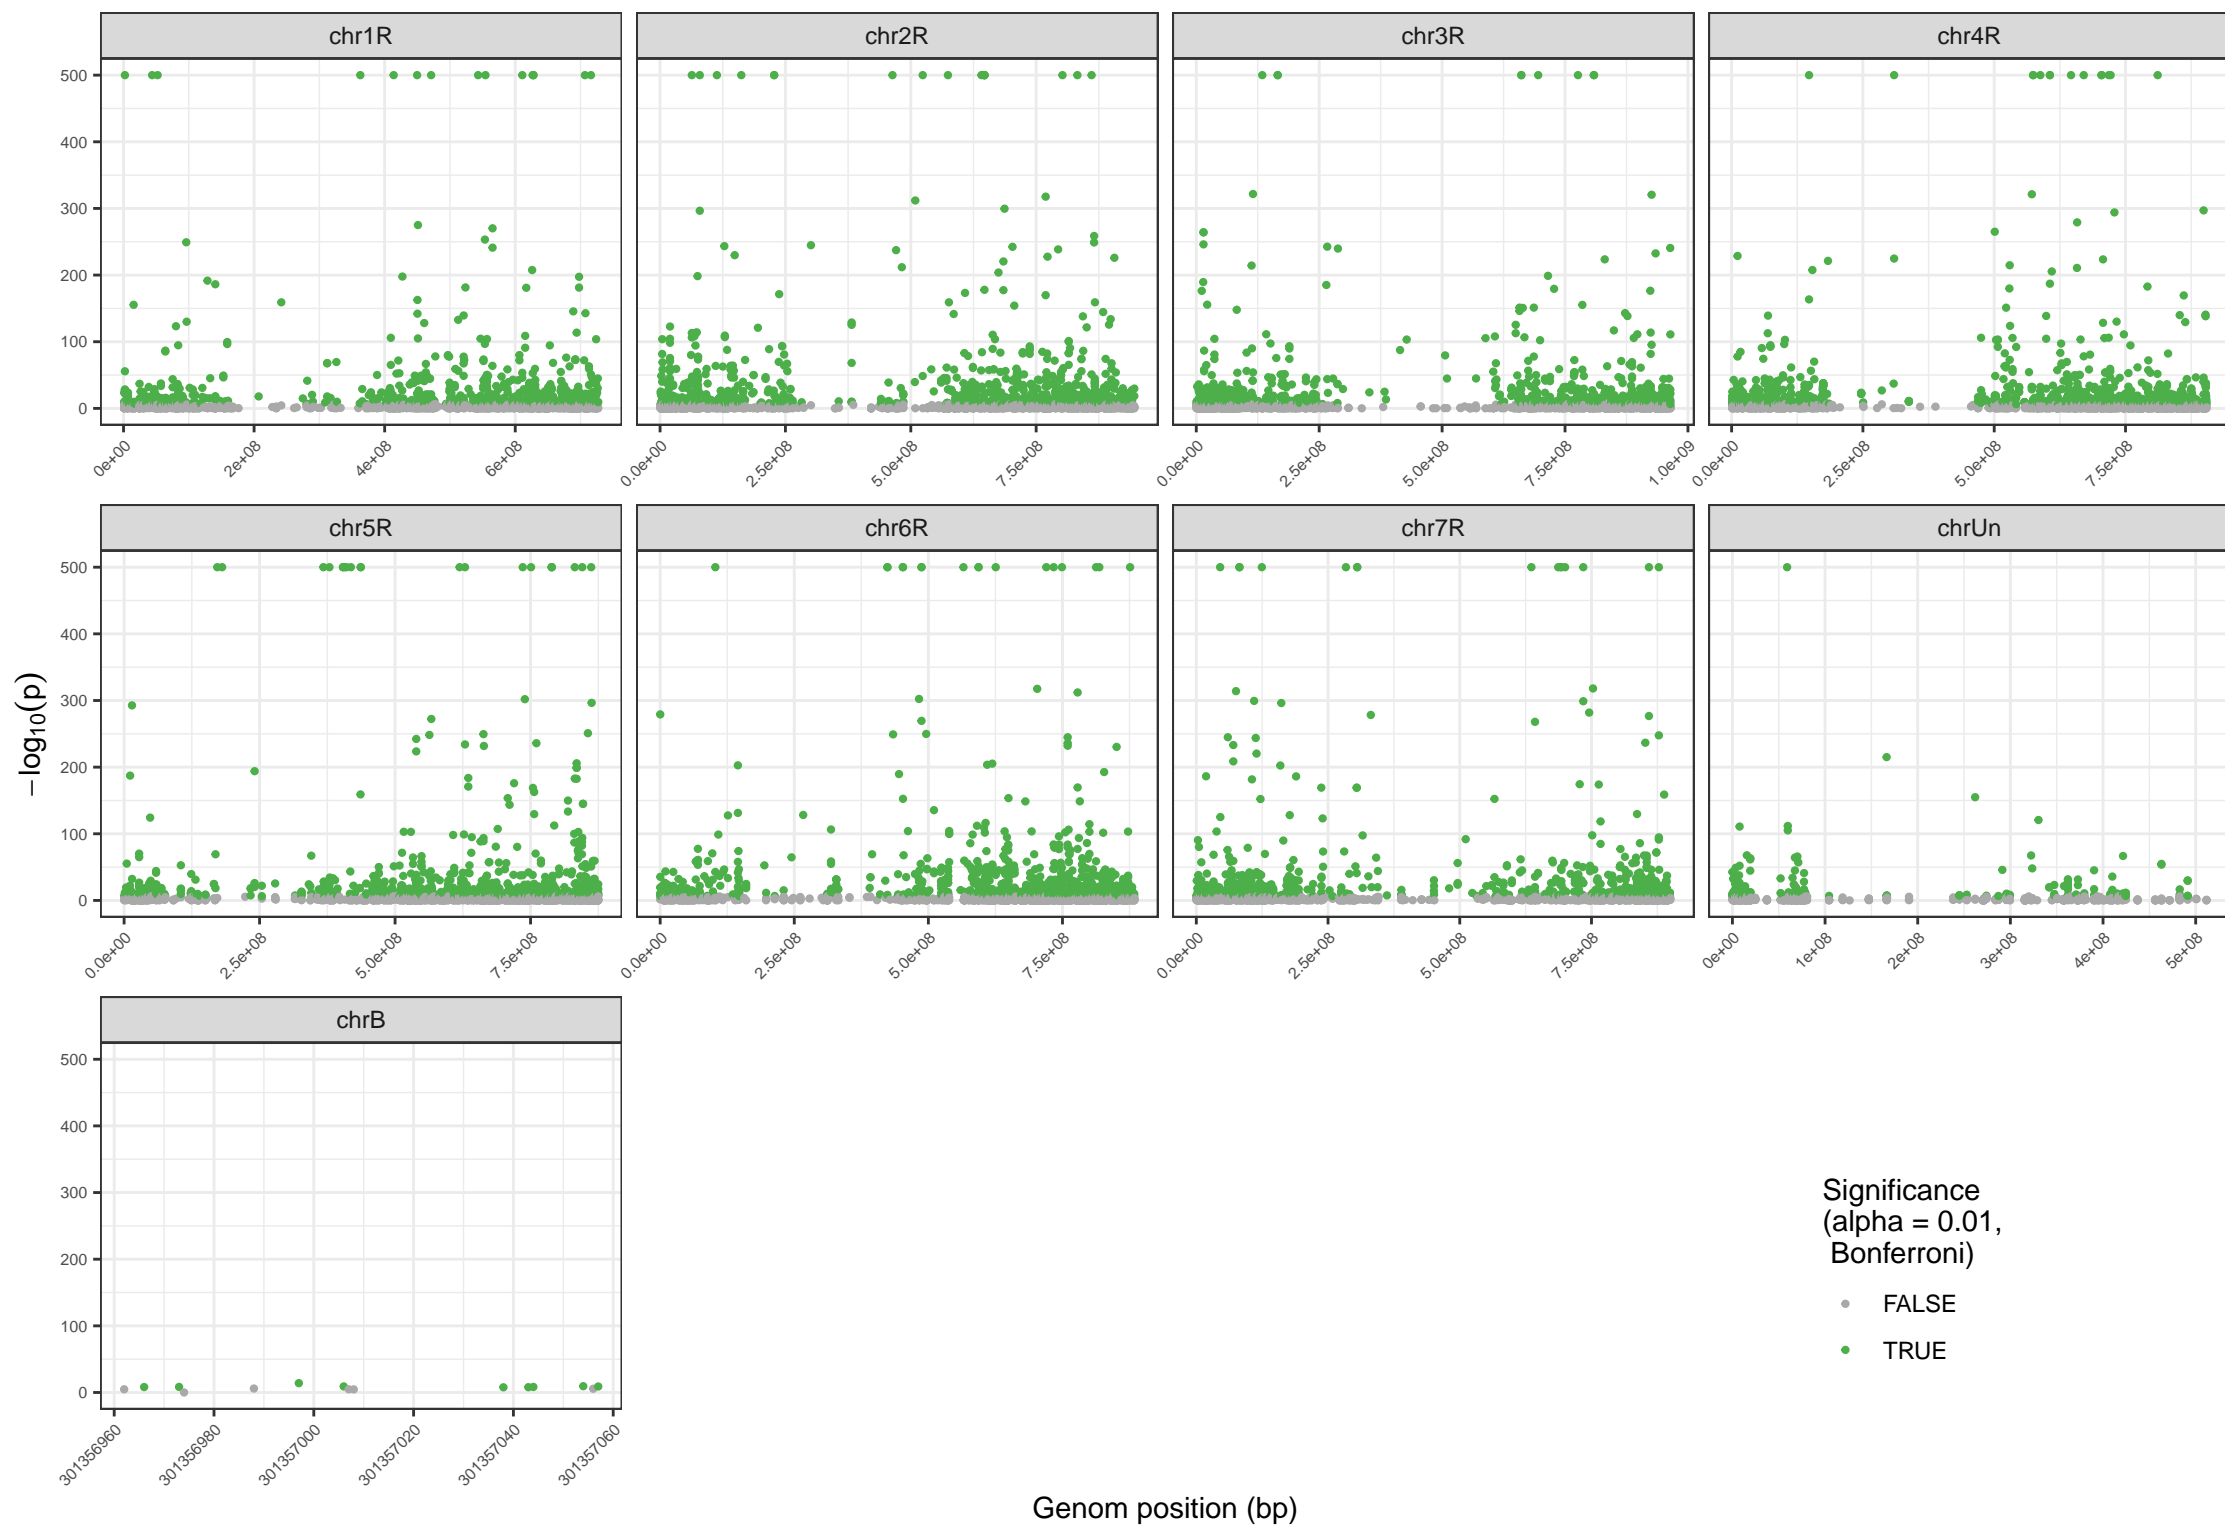 chr1R chr2R chr3R chr4R
500
400
300
200
100
0
0e+00 2e+08 4e+08 6e+08
0.0e+00 2.5e+08 5.0e+08 7.5e+08
0.0e+00 2.5e+08 5.0e+08 7.5e+08 1.0e+09
0.0e+00 2.5e+08 5.0e+08 7.5e+08
chr5R chr6R chr7R chrUn
500
400
300
200
100
0
−log10(p)
0.0e+00 2.5e+08 5.0e+08 7.5e+08
0.0e+00 2.5e+08 5.0e+08 7.5e+08
0.0e+00 2.5e+08 5.0e+08 7.5e+08
0e+00 1e+08 2e+08 3e+08 4e+08 5e+08
chrB
500
400
300
200
100
0
301356960 301356980 301357000 301357020 301357040 301357060
Significance
(alpha = 0.01,
Bonferroni)
FALSE
TRUE
Genom position (bp)